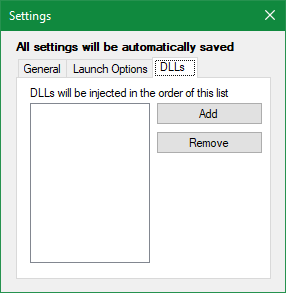 Settings
All settings will be automatically saved
General Launch Options DLLs
DLLs will be injected in the order of this list
Add
Remove